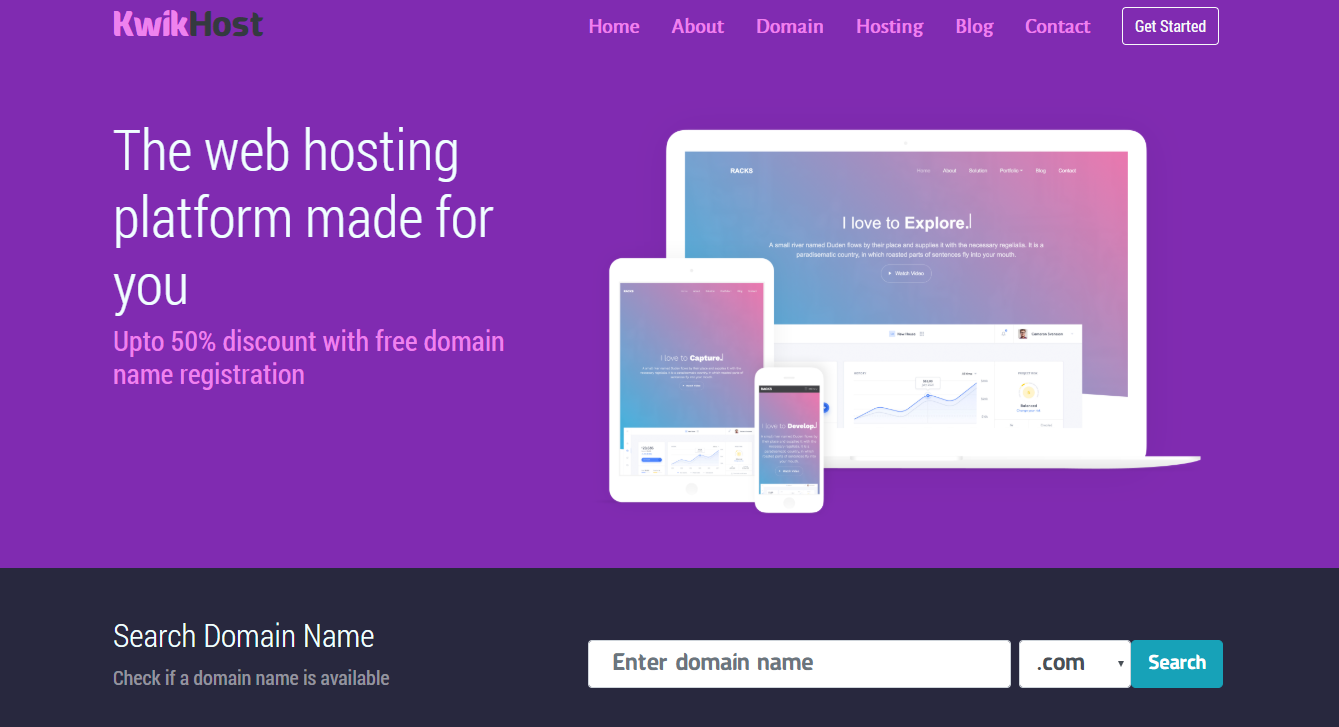 KwikHost
Home About Domain Hosting Blog Contact Get Started
The web hosting
platform made for
you
Upto 50% discount with free domain
name registration
RACKS
Home About Solution Portfolio Blog Contact
I love to Explore.
A small river named Duden flows by their place and supplies it with the necessary regelialia. It is a
paradisematic country, in which roasted parts of sentences fly into your mouth.
Watch Video
I love to Capture.
RACKS
I love to Develop.
Search Domain Name
Check if a domain name is available
Enter domain name .com Search